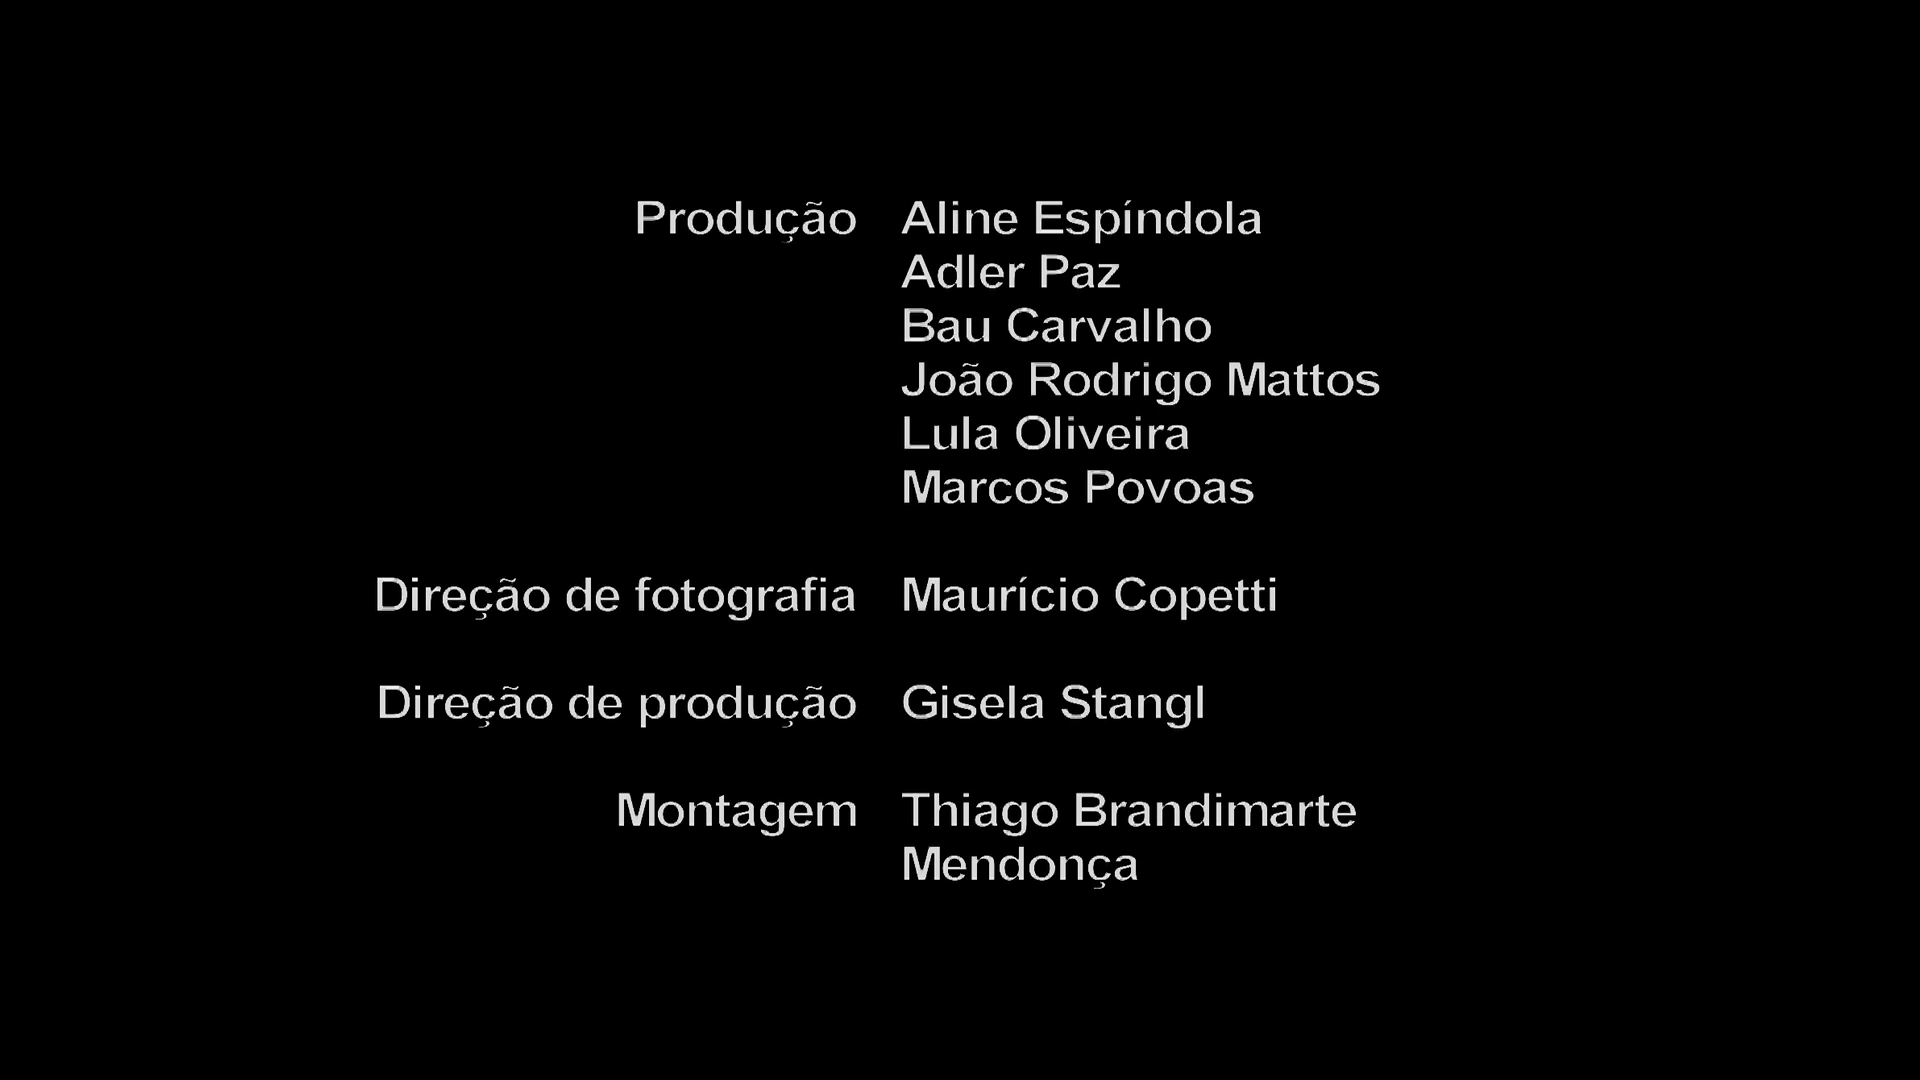 Produção Aline Espíndola
Adler Paz
Bau Carvalho
João Rodrigo Mattos
Lula Oliveira
Marcos Povoas
Direção de fotografia Maurício Copetti
Direção de produção Gisela Stangl
Montagem Thiago Brandimarte
Mendonça